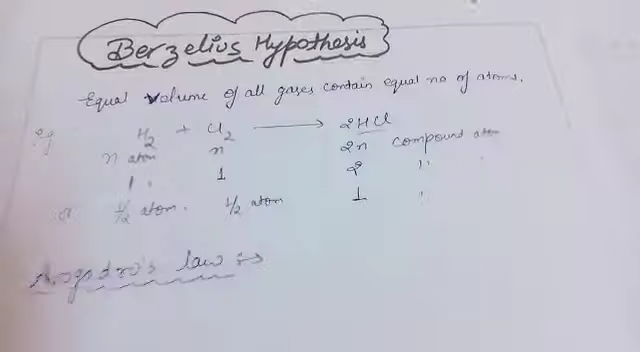 Berzelius Hypothesis
Equal Volume of all gases contain equal no of atoms.
eg H2 + Cl2 → 2HCl
n atom n 2n compound atom
1 " 1 2 "
or 1/2 atom. 1/2 atom 1 "
Avogadro's law